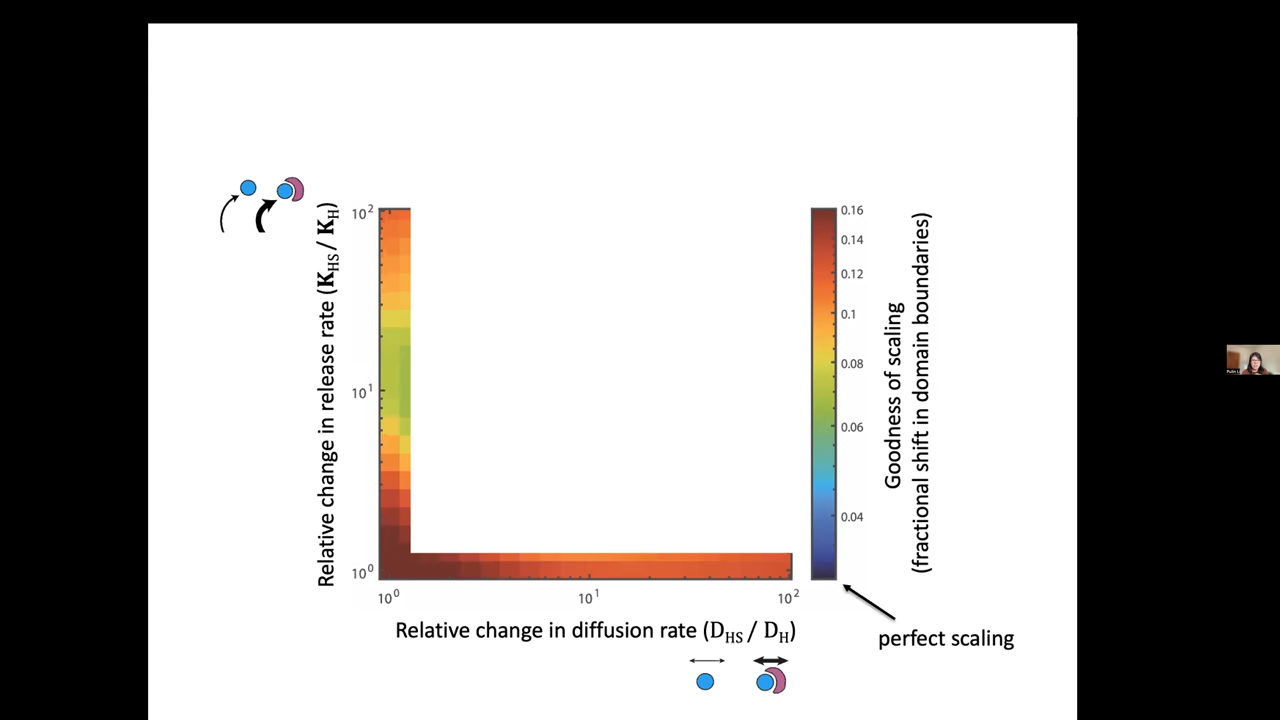 Relative change in release rate (K_HS / K_H)
10²
10¹
10⁰
10⁰
10¹
10²
Relative change in diffusion rate (D_HS / D_H)
0.16
0.14
0.12
0.1
0.08
0.06
0.04
Goodness of scaling
(fractional shift in domain boundaries)
perfect scaling